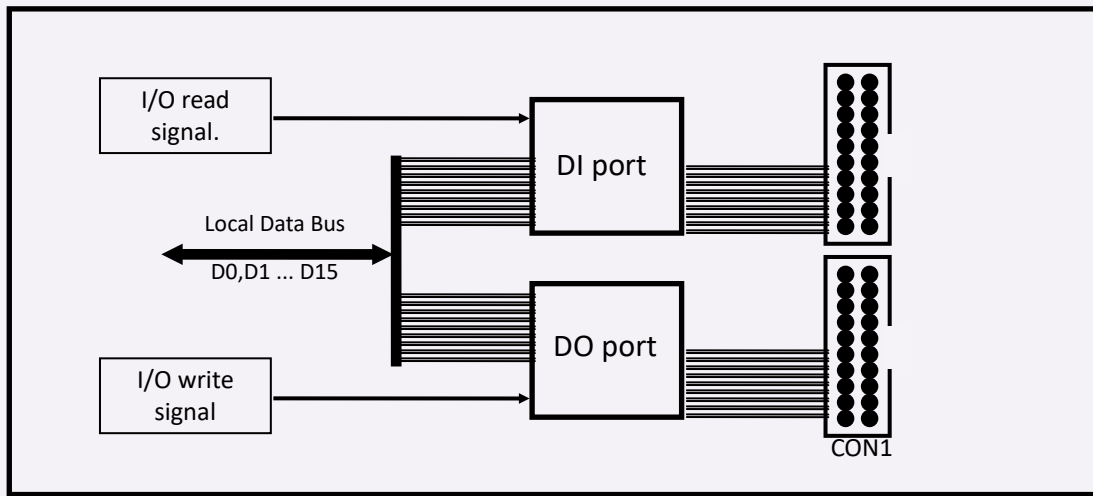 I/O read
signal.
DI port
Local Data Bus
D0,D1 ... D15
DO port
I/O write
signal
CON1